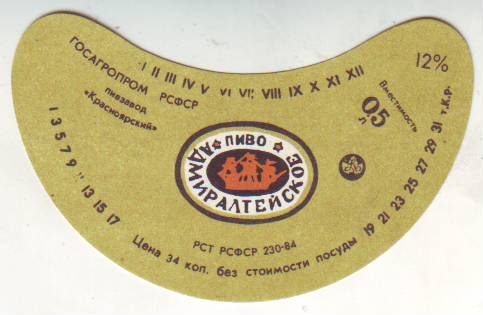 ГОСАГРОПРОМ РСФСР
пивзавод
«Красноярский»
I II III IV V VI VII VIII IX X XI XII
12%
Вместимость
05 л
ПИВО
АДМИРАЛТЕЙСКОЕ
1 3 5 7 9 11 13 15 17
19 21 23 25 27 29 31 т.К.Р.
РСТ РСФСР 230-84
Цена 34 коп. без стоимости посуды